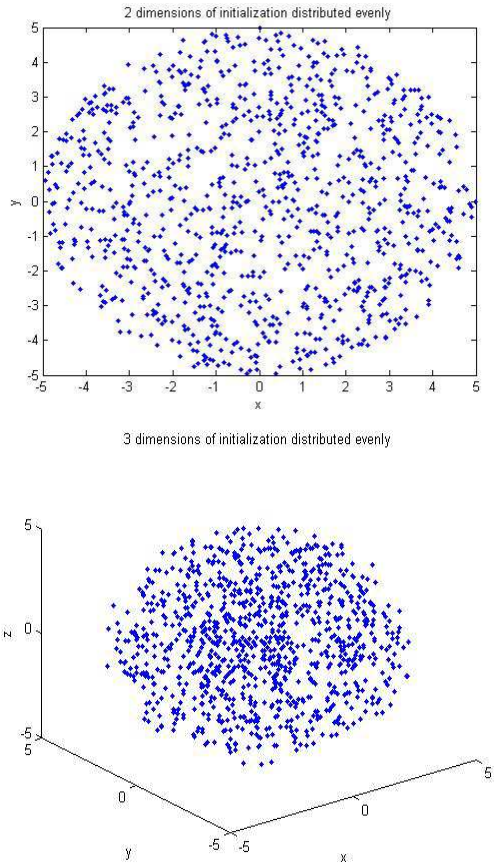 2 dimensions of initialization distributed evenly
5
4
3
2
1
0
-1
-2
-3
-4
-5
y
-5 -4 -3 -2 -1 0 1 2 3 4 5
x
3 dimensions of initialization distributed evenly
5
0
-5
z
5
0
-5
y
-5
0
5
x